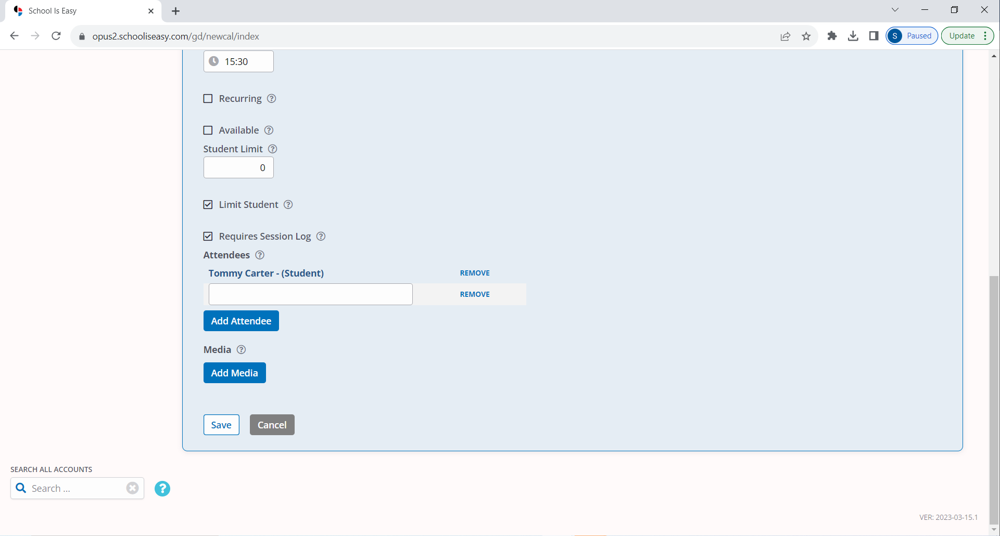 School Is Easy
opus2.schooliseasy.com/gd/newcal/index
S Paused
Update
15:30
Recurring ?
Available ?
Student Limit ?
0
Limit Student ?
Requires Session Log ?
Attendees ?
Tommy Carter - (Student) REMOVE
REMOVE
Add Attendee
Media ?
Add Media
Save Cancel
SEARCH ALL ACCOUNTS
Search ... ?
VER: 2023-03-15.1